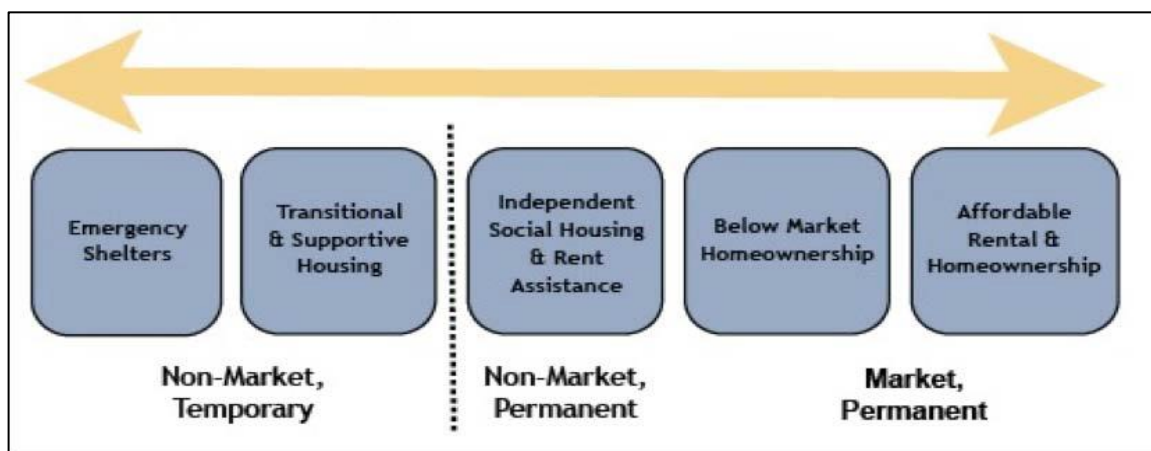 Emergency
Shelters
Transitional
& Supportive
Housing
Independent
Social Housing
& Rent
Assistance
Below Market
Homeownership
Affordable
Rental &
Homeownership
Non-Market,
Temporary
Non-Market,
Permanent
Market,
Permanent